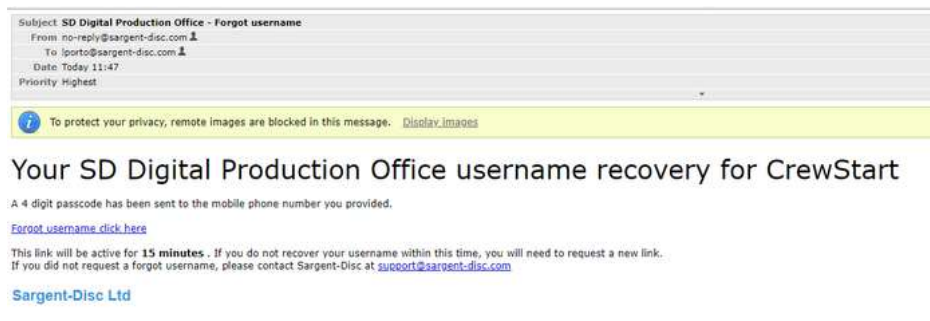 Subject SD Digital Production Office - Forgot username
From no-reply@sargent-disc.com
To lporto@sargent-disc.com
Date Today 11:47
Priority Highest
i To protect your privacy, remote images are blocked in this message. Display images
Your SD Digital Production Office username recovery for CrewStart
A 4 digit passcode has been sent to the mobile phone number you provided.
Forgot username click here
This link will be active for 15 minutes . If you do not recover your username within this time, you will need to request a new link.
If you did not request a forgot username, please contact Sargent-Disc at support@sargent-disc.com
Sargent-Disc Ltd